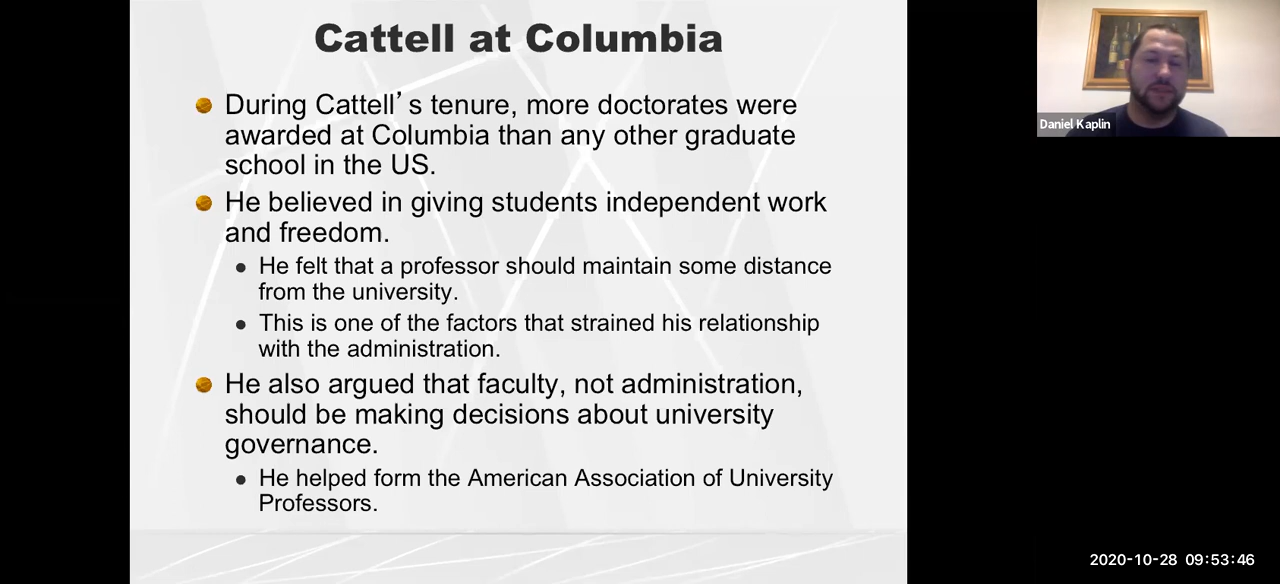 Cattell at Columbia
During Cattell’s tenure, more doctorates were
awarded at Columbia than any other graduate
school in the US.
He believed in giving students independent work
and freedom.
He felt that a professor should maintain some distance
from the university.
This is one of the factors that strained his relationship
with the administration.
He also argued that faculty, not administration,
should be making decisions about university
governance.
He helped form the American Association of University
Professors.
Daniel Kaplin
2020-10-28 09:53:46